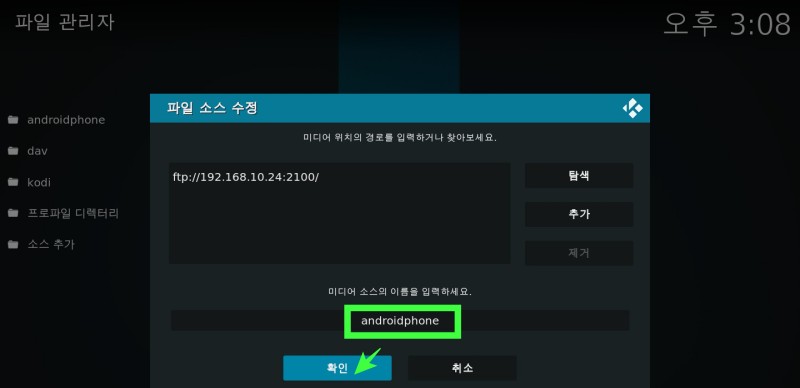 파일 관리자
오후 3:08
androidphone
dav
kodi
프로파일 디렉터리
소스 추가
파일 소스 수정
미디어 위치의 경로를 입력하거나 찾아보세요.
ftp://192.168.10.24:2100/
탐색
추가
제거
미디어 소스의 이름을 입력하세요.
androidphone
확인
취소